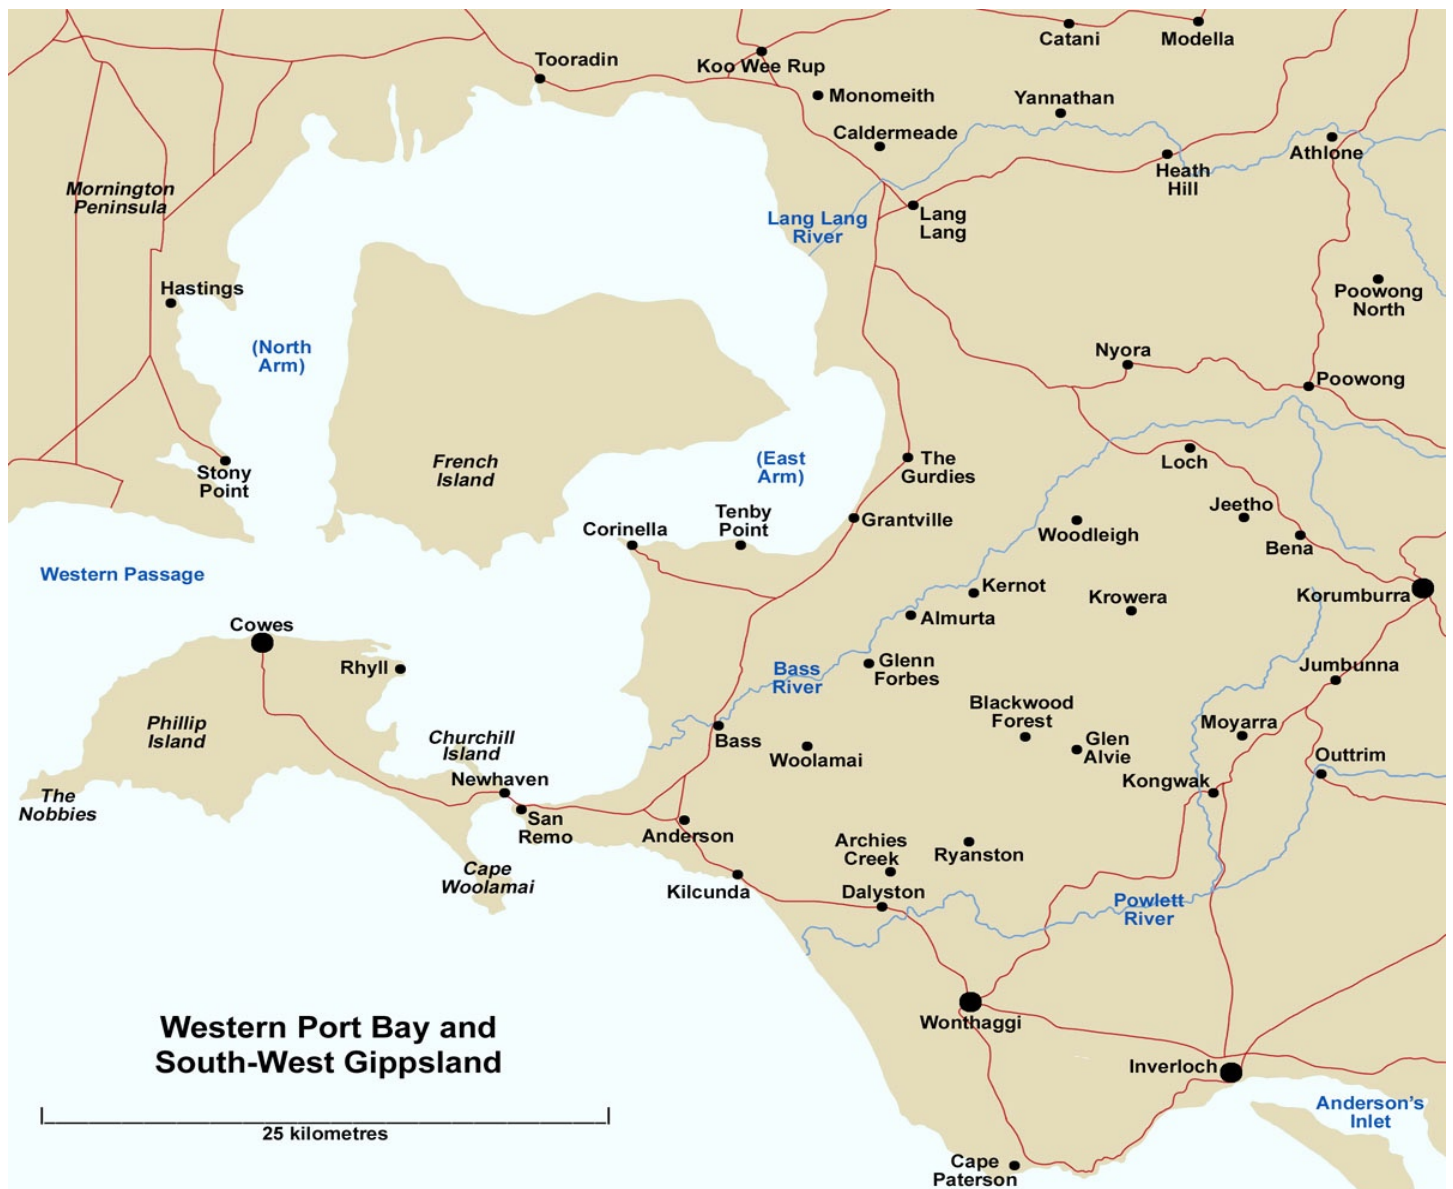 Catani
Modella
Tooradin
Koo Wee Rup
Monomeith
Yannathan
Caldermeade
Athlone
Heath
Hill
Mornington
Peninsula
Lang Lang
River
Lang
Lang
Hastings
Poowong
North
(North
Arm)
Nyora
Poowong
Stony
Point
French
Island
(East
Arm)
The
Gurdies
Loch
Jeetho
Corinella
Tenby
Point
Grantville
Woodleigh
Bena
Western Passage
Kernot
Krowera
Korumburra
Cowes
Almurta
Rhyll
Bass
River
Glenn
Forbes
Jumbunna
Phillip
Island
Churchill
Island
Blackwood
Forest
Moyarra
Bass
Woolamai
Glen
Alvie
Outtrim
Newhaven
Kongwak
The
Nobbies
San
Remo
Anderson
Archies
Creek
Ryanston
Cape
Woolamai
Kilcunda
Dalyston
Powlett
River
Western Port Bay and
South-West Gippsland
Wonthaggi
Inverloch
Anderson's
Inlet
25 kilometres
Cape
Paterson